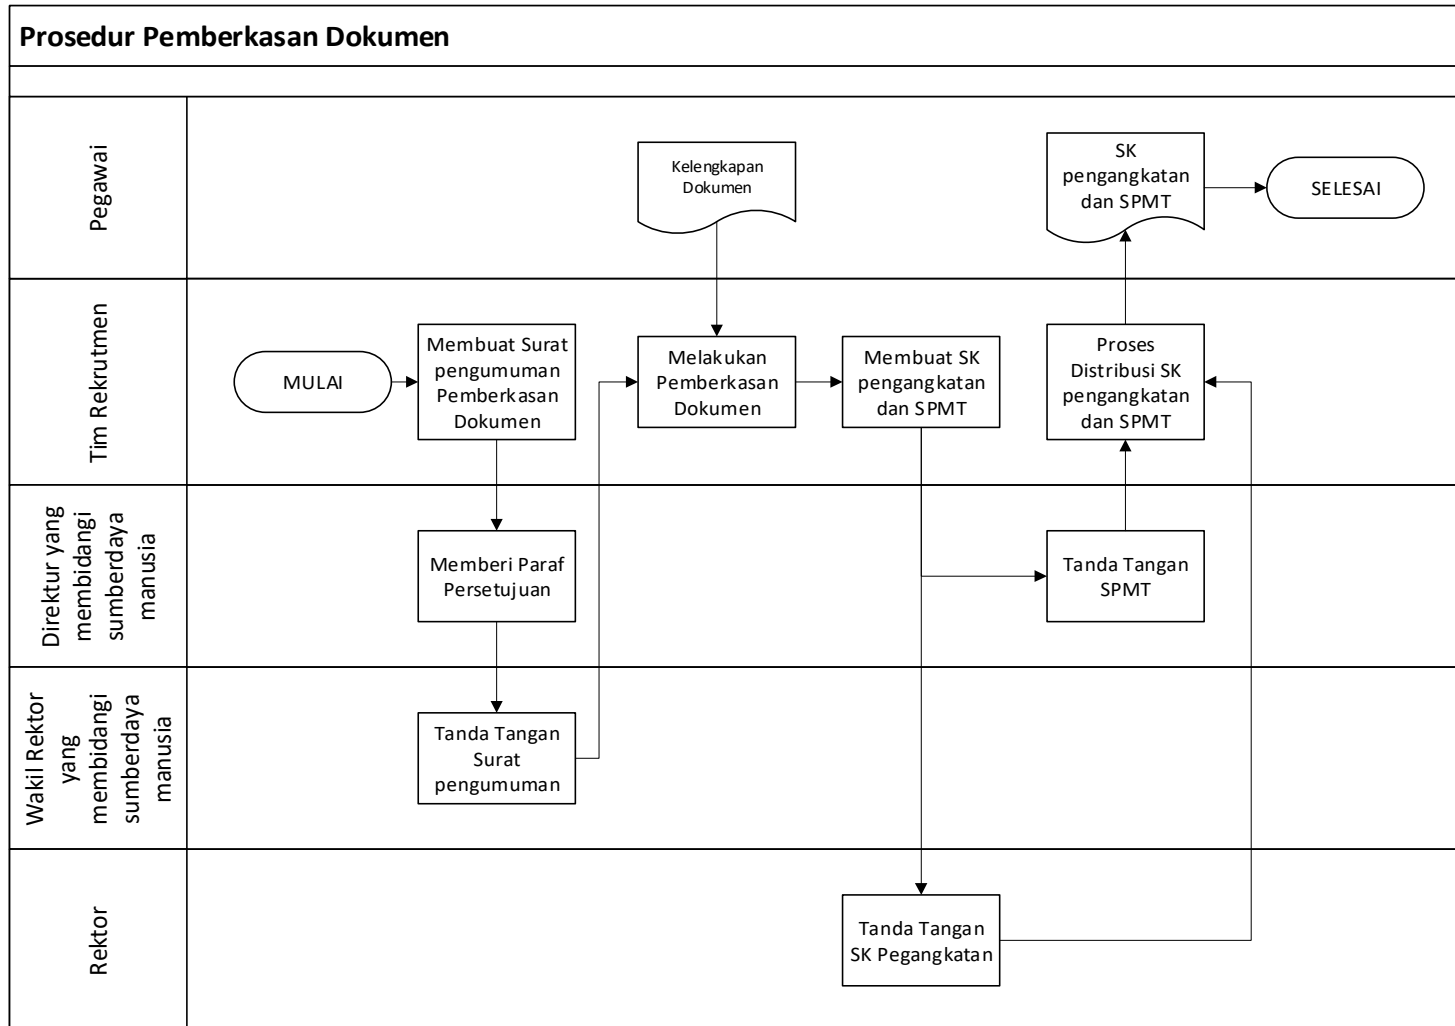 Prosedur Pemberkasan Dokumen
Pegawai
Kelengkapan
Dokumen
SK
pengangkatan
dan SPMT
SELESAI
Tim Rekrutmen
MULAI
Membuat Surat
pengumuman
Pemberkasan
Dokumen
Melakukan
Pemberkasan
Dokumen
Membuat SK
pengangkatan
dan SPMT
Proses
Distribusi SK
pengangkatan
dan SPMT
Direktur yang
membidangi
sumberdaya
manusia
Memberi Paraf
Persetujuan
Tanda Tangan
SPMT
Wakil Rektor
yang
membidangi
sumberdaya
manusia
Tanda Tangan
Surat
pengumuman
Rektor
Tanda Tangan
SK Pegangkatan